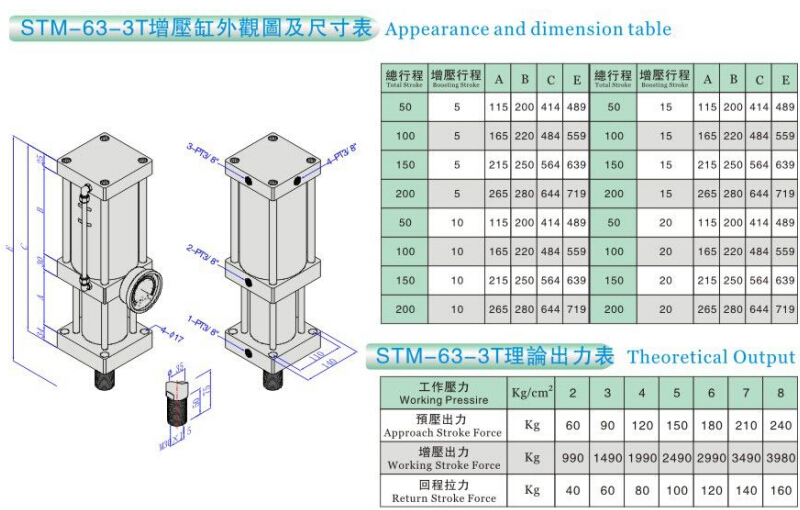 STM-63-3T增壓缸外觀圖及尺寸表 Appearance and dimension table
總行程 增壓行程 A B C E 總行程 增壓行程 A B C E
Total Stroke Boosting Stroke Total Stroke Boosting Stroke
50 5 115 200 414 489 50 15 115 200 414 489
100 5 165 220 484 559 100 15 165 220 484 559
150 5 215 250 564 639 150 15 215 250 564 639
200 5 265 280 644 719 200 15 265 280 644 719
50 10 115 200 414 489 50 20 115 200 414 489
100 10 165 220 484 559 100 20 165 220 484 559
150 10 215 250 564 639 150 20 215 250 564 639
200 10 265 280 644 719 200 20 265 280 644 719
3-PT3/8"
4-PT3/8"
2-PT3/8"
1-PT3/8"
4-Φ17
E
C
B
A
110
140
35
75
STM-63-3T理論出力表 Theoretical Output
工作壓力 Kg/cm² 2 3 4 5 6 7 8
Working Pressire
預壓出力 Kg 60 90 120 150 180 210 240
Approach Stroke Force
增壓出力 Kg 990 1490 1990 2490 2990 3490 3980
Working Stroke Force
回程拉力 Kg 40 60 80 100 120 140 160
Return Stroke Force